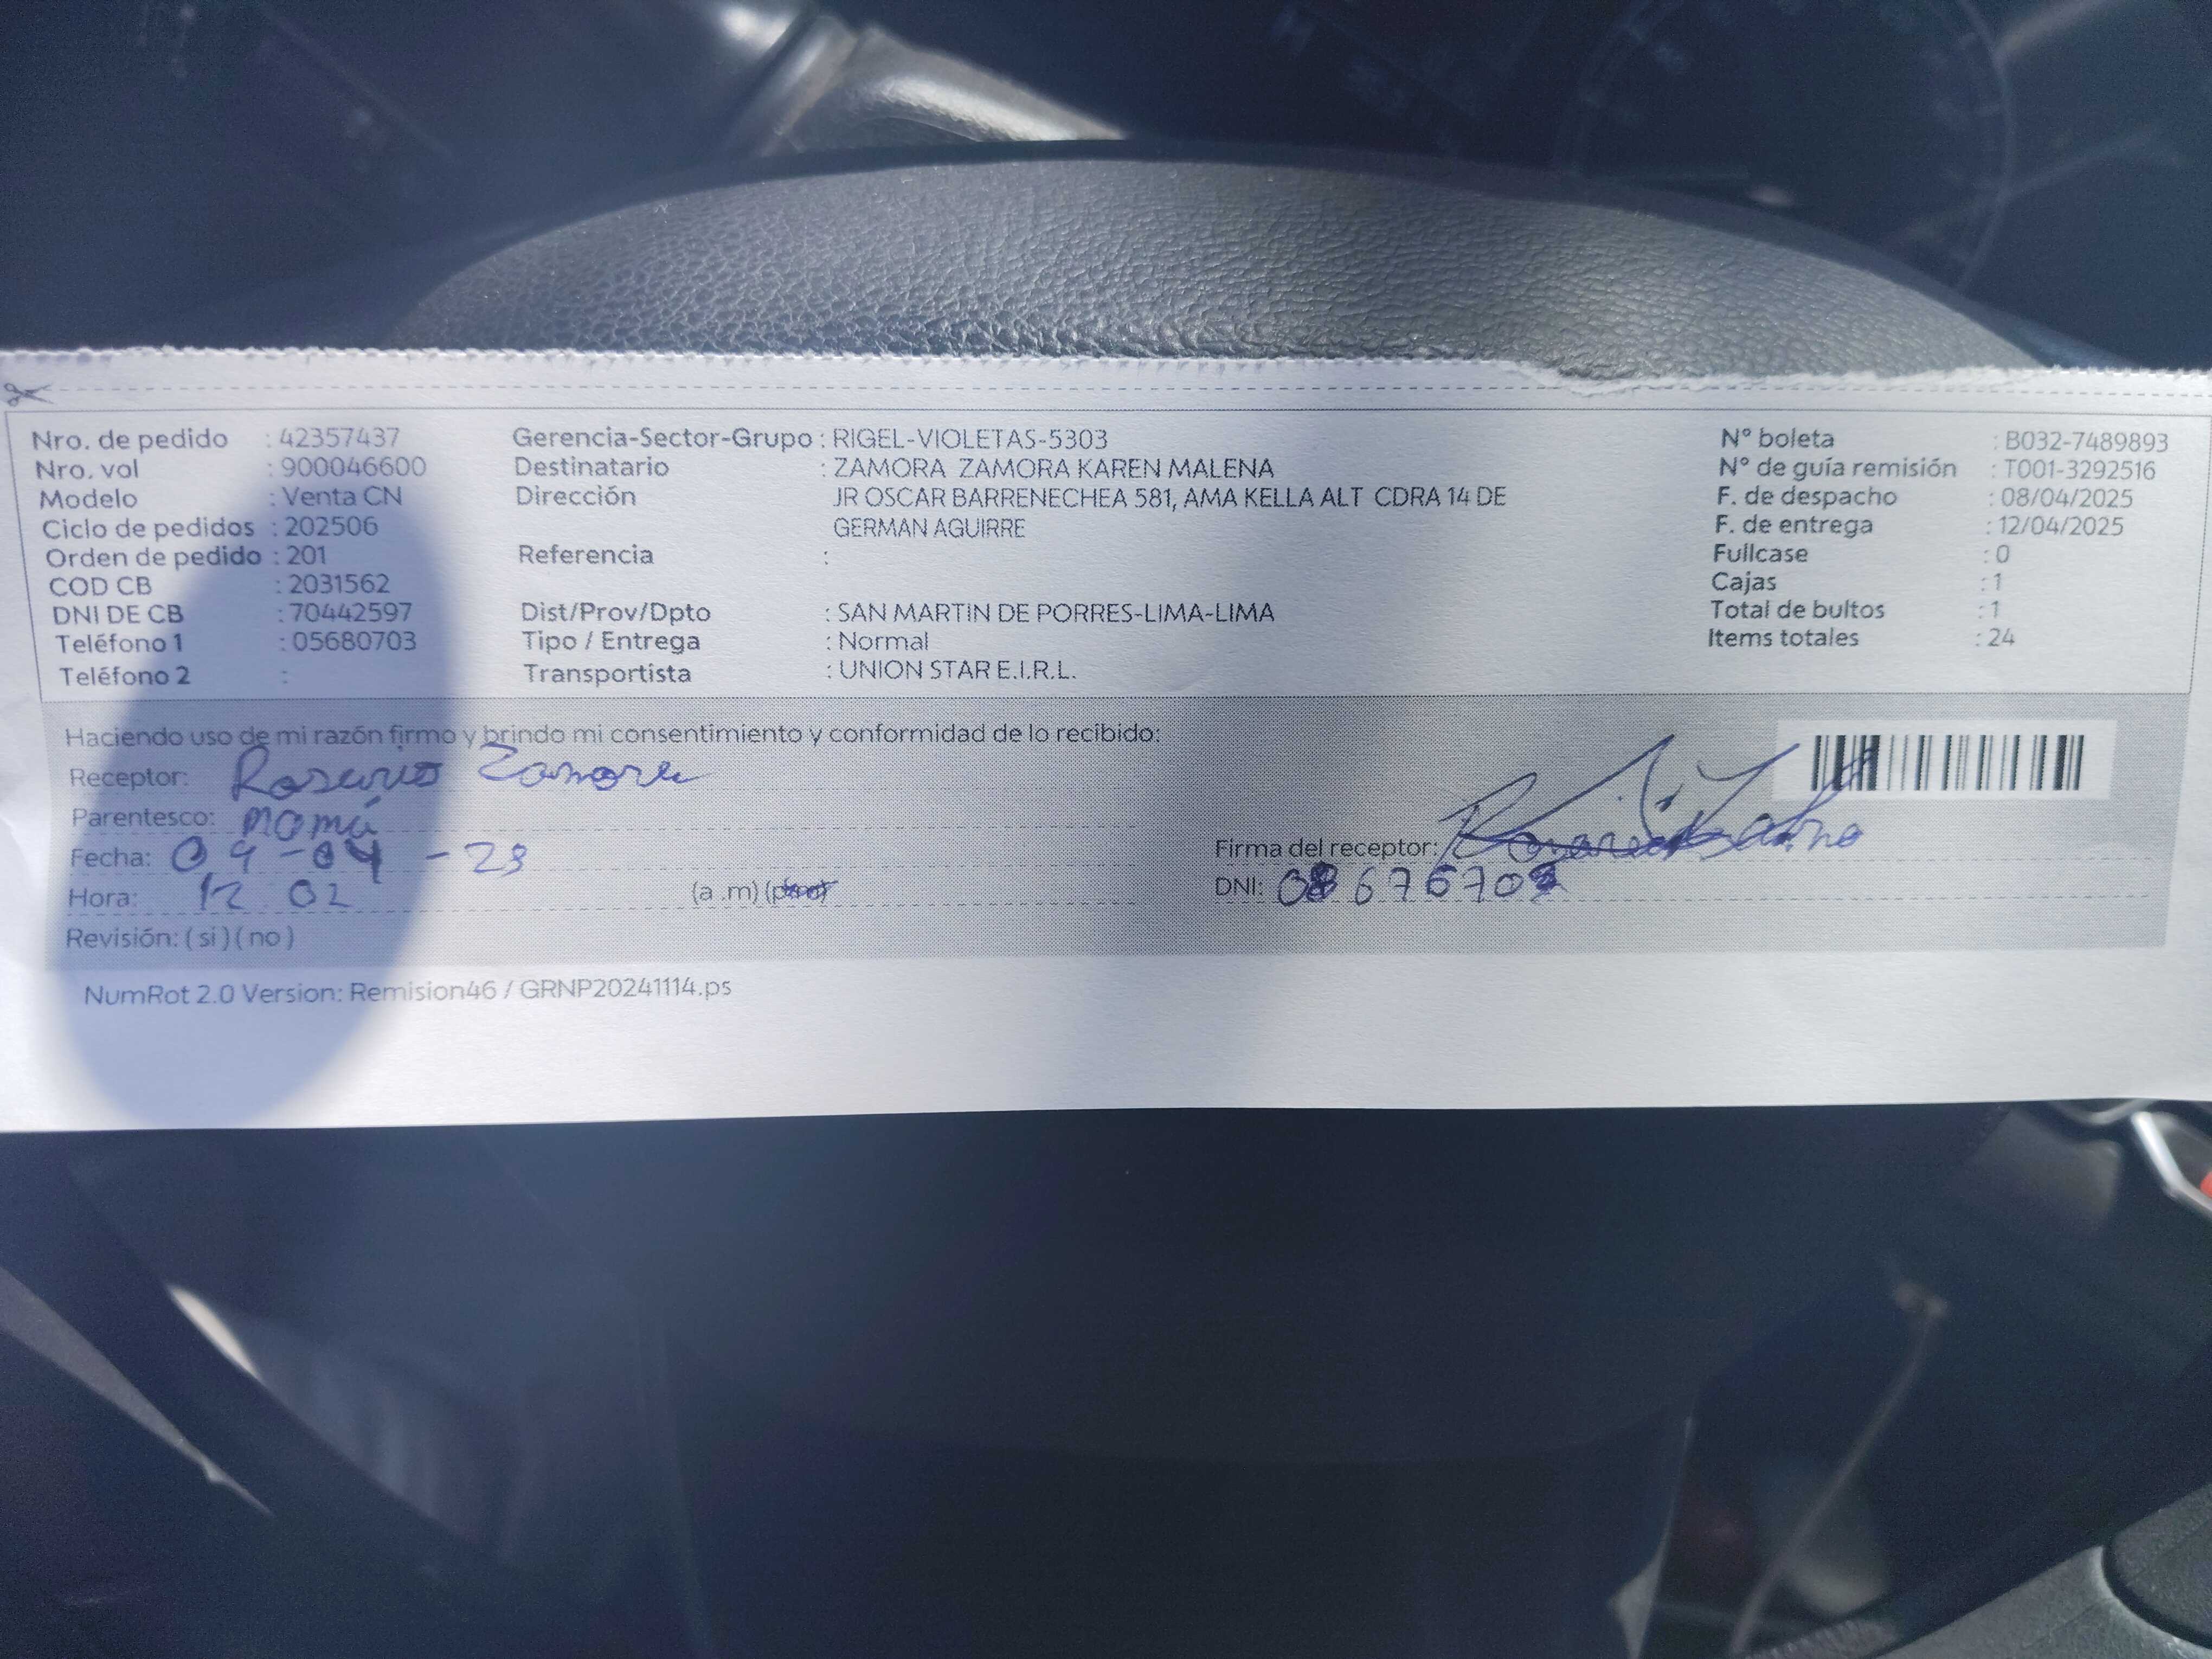 Nro. de pedido : 42357437
Nro. vol : 900046600
Modelo : Venta CN
Ciclo de pedidos : 202506
Orden de pedido : 201
COD CB : 2031562
DNI DE CB : 70442597
Teléfono 1 : 05680703
Teléfono 2 :
Gerencia-Sector-Grupo : RIGEL-VIOLETAS-5303
Destinatario : ZAMORA ZAMORA KAREN MALENA
Dirección JR OSCAR BARRENECHEA 581, AMA KELLA ALT CDRA 14 DE
GERMAN AGUIRRE
Referencia :
Dist/Prov/Dpto : SAN MARTIN DE PORRES-LIMA-LIMA
Tipo / Entrega : Normal
Transportista : UNION STAR E.I.R.L.
N° boleta : B032-7489893
N° de guía remisión : T001-3292516
F. de despacho : 08/04/2025
F. de entrega : 12/04/2025
Fullcase : 0
Cajas : 1
Total de bultos : 1
Items totales : 24
Haciendo uso de mi razón firmo y brindo mi consentimiento y conformidad de lo recibido:
Receptor: Rosario Zamora
Parentesco: mamá
Fecha: 09-04-23
Hora: 12 02 (a .m)
Revisión: ( si ) ( no )
Firma del receptor:
DNI:
NumRot 2.0 Version: Remision46 / GRNP20241114.ps